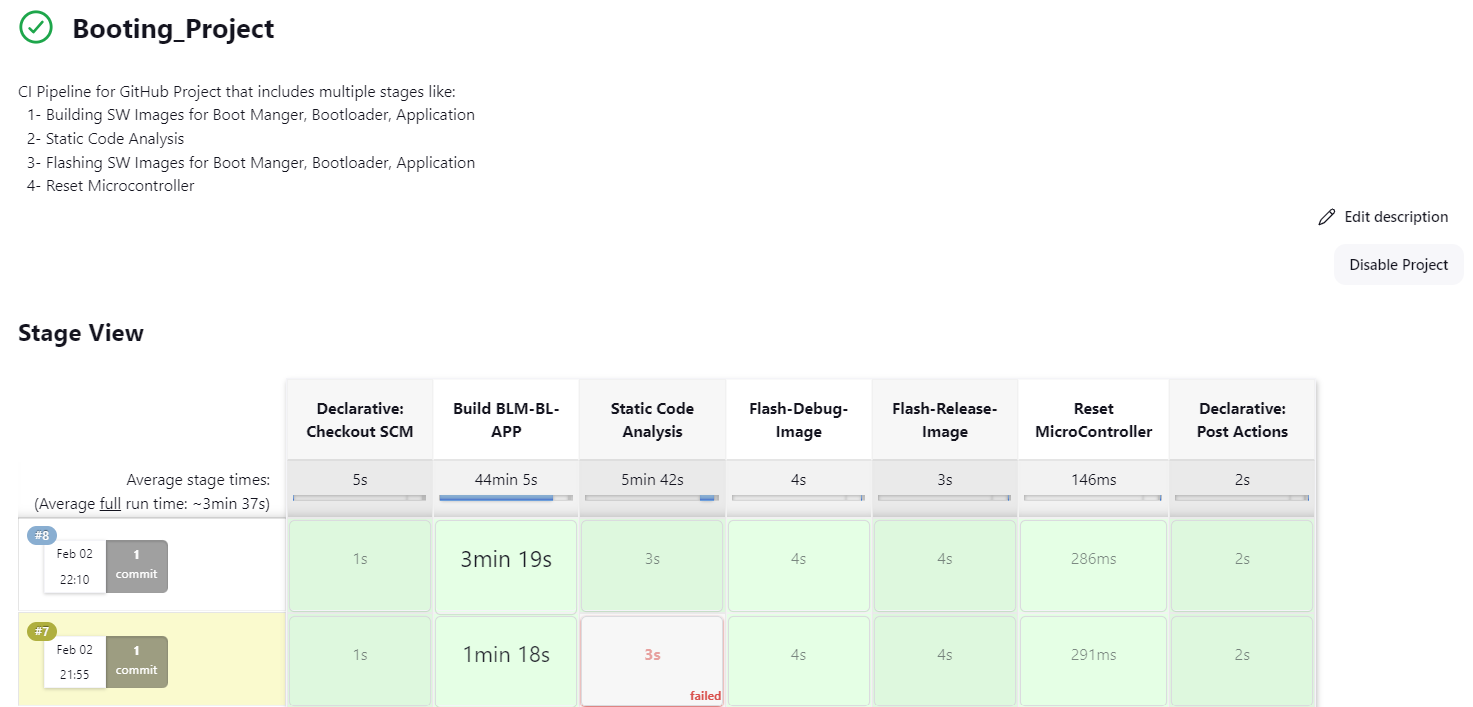 Booting_Project
CI Pipeline for GitHub Project that includes multiple stages like:
1- Building SW Images for Boot Manger, Bootloader, Application
2- Static Code Analysis
3- Flashing SW Images for Boot Manger, Bootloader, Application
4- Reset Microcontroller
Edit description
Disable Project
Stage View
Declarative: Checkout SCM
Build BLM-BL-APP
Static Code Analysis
Flash-Debug-Image
Flash-Release-Image
Reset MicroController
Declarative: Post Actions
Average stage times:
(Average full run time: ~3min 37s)
5s
44min 5s
5min 42s
4s
3s
146ms
2s
#8
Feb 02
22:10
1
commit
1s
3min 19s
3s
4s
4s
286ms
2s
#7
Feb 02
21:55
1
commit
1s
1min 18s
3s
failed
4s
4s
291ms
2s